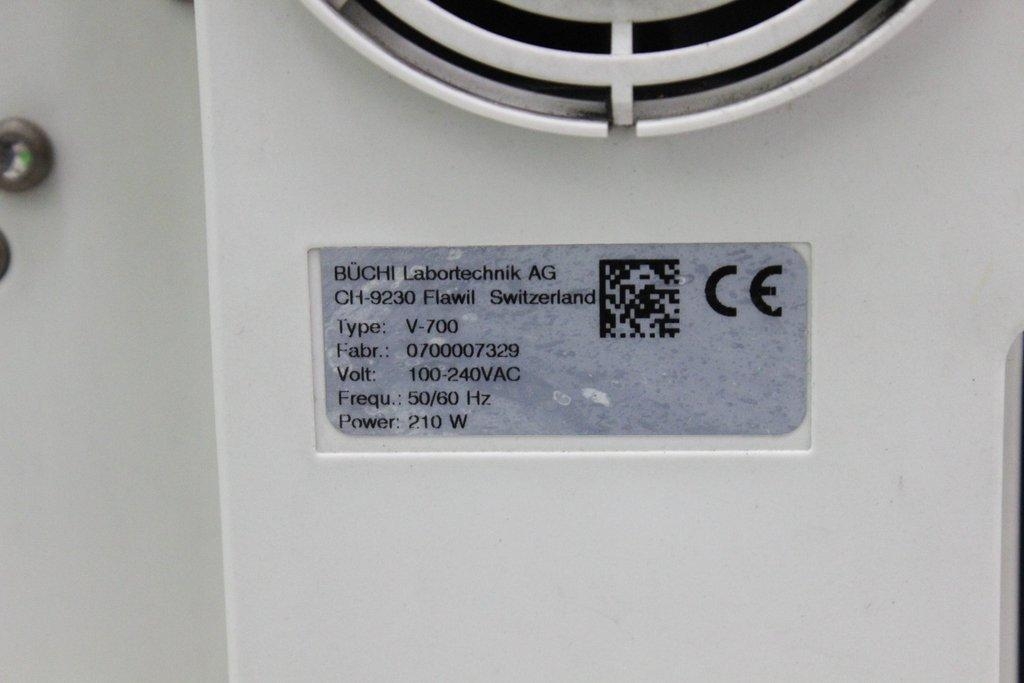 BÜCHI Labortechnik AG
CH-9230 Flawil Switzerland
Type: V-700
Fabr.: 0700007329
Volt: 100-240VAC
Frequ.: 50/60 Hz
Power: 210 W
CE